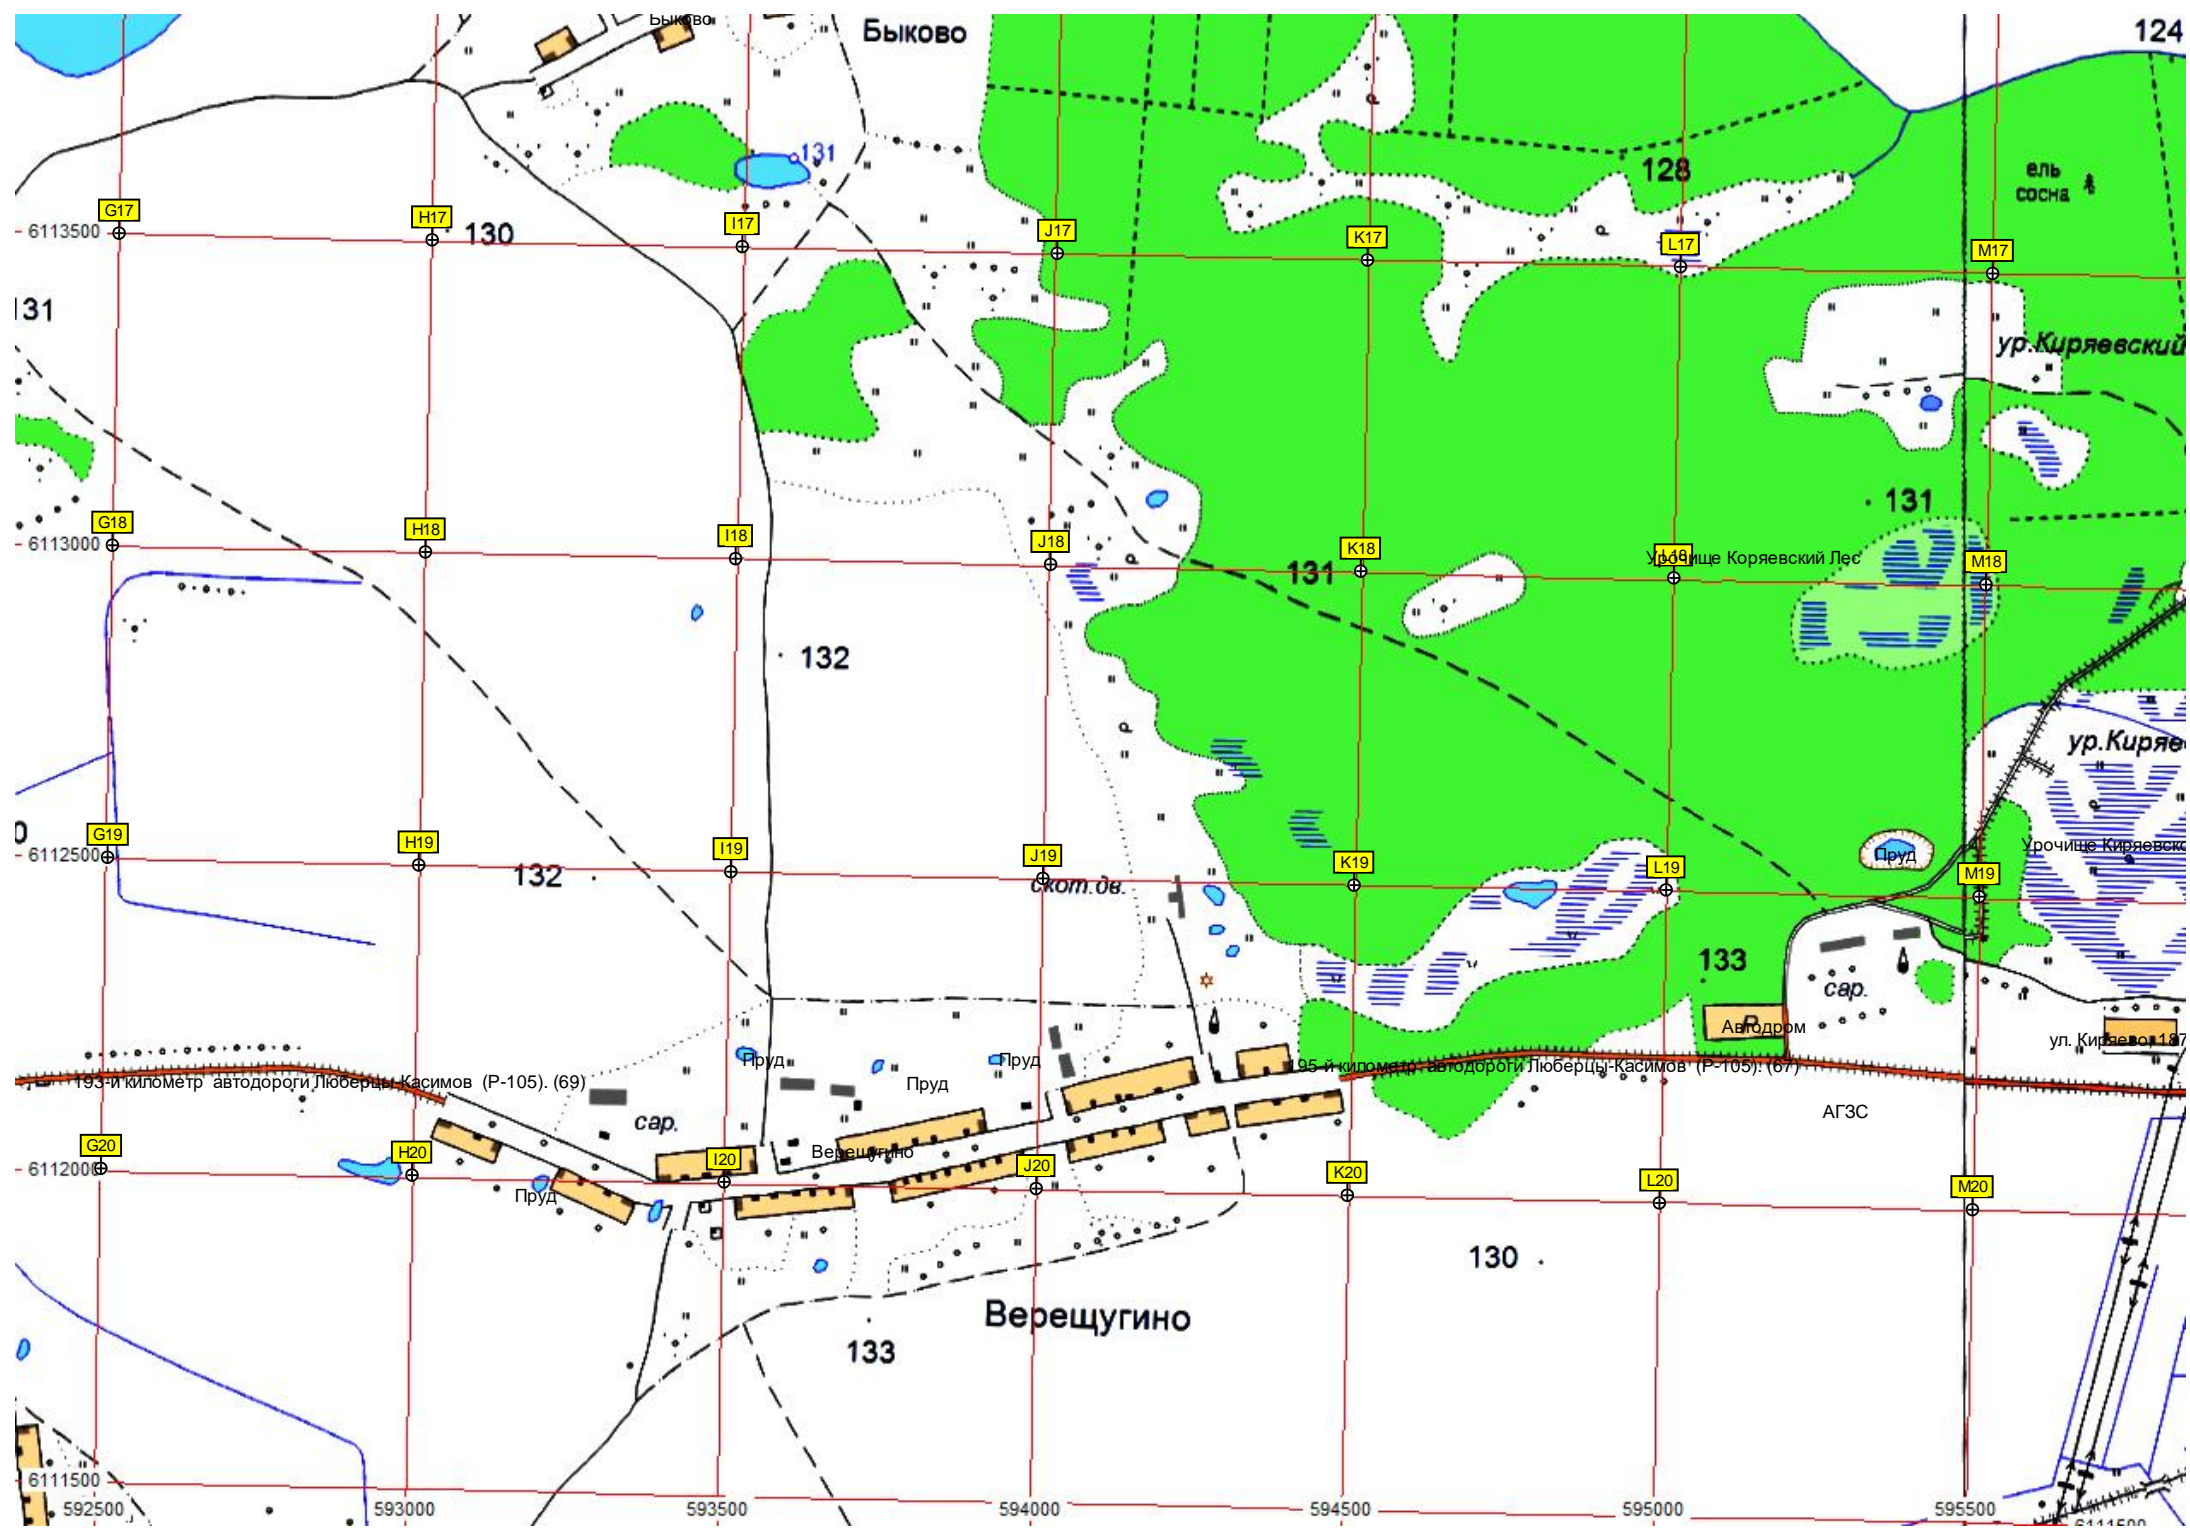 Быково
Быково
124
131
128
ель
сосна
G17
H17
I17
J17
K17
L17
M17
6113500
130
131
ур.Киряевский
131
G18
H18
I18
J18
K18
L18
M18
6113000
131
Урочище Коряевский Лес
132
ур.Киряе
G19
H19
I19
J19
K19
L19
M19
6112500
132
скот.дв.
Пруд
Урочище Киряевско
133
сар.
Автодром
ул. Киряево 187
Пруд
Пруд
Пруд
193-й километр автодороги Люберцы-Касимов (Р-105). (69)
195-й километр автодороги Люберцы-Касимов (Р-105). (67)
АГЗС
сар.
Верещугино
G20
H20
I20
J20
K20
L20
M20
6112000
Пруд
130
Верещугино
133
6111500
592500
593000
593500
594000
594500
595000
595500
6111500